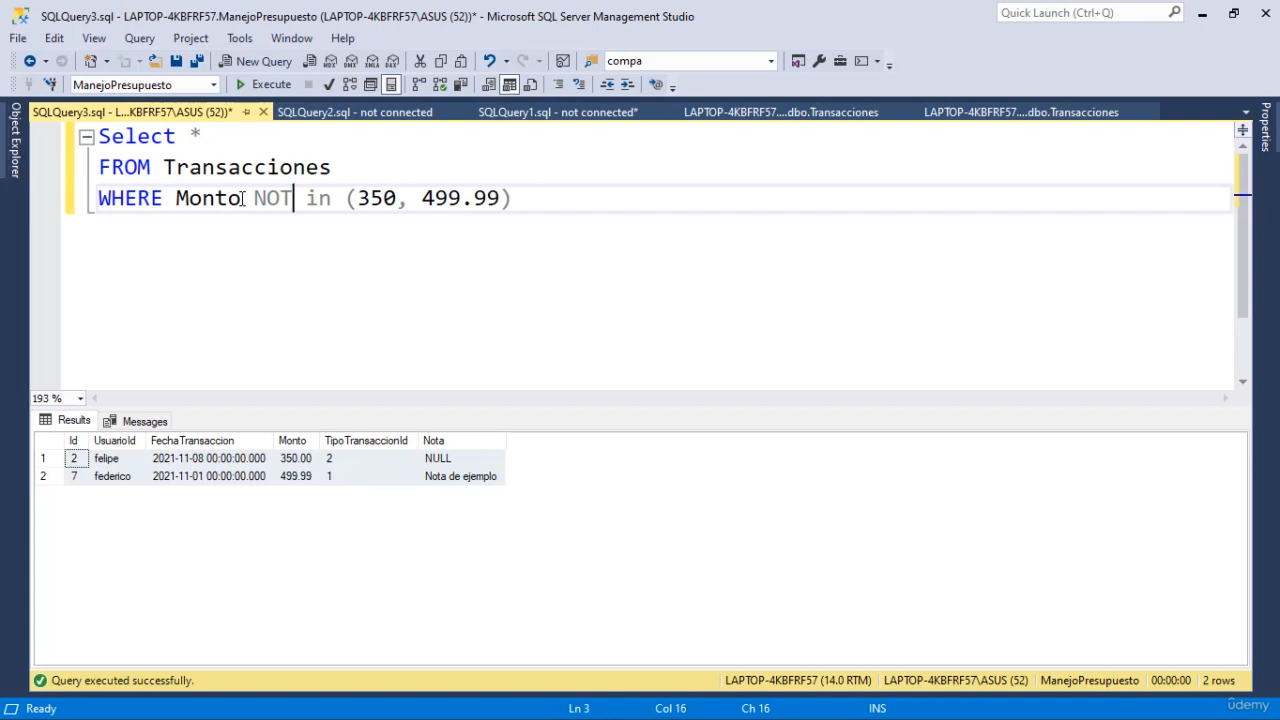 SQLQuery3.sql - LAPTOP-4KBFRF57.ManejoPresupuesto (LAPTOP-4KBFRF57\ASUS (52))* - Microsoft SQL Server Management Studio
Quick Launch (Ctrl+Q)
File Edit View Query Project Tools Window Help
New Query
MDX DMX XMLA DAX
compa
ManejoPresupuesto
Execute
SQLQuery3.sql - L...KBFRF57\ASUS (52))*
SQLQuery2.sql - not connected
SQLQuery1.sql - not connected*
LAPTOP-4KBFRF57....dbo.Transacciones
LAPTOP-4KBFRF57....dbo.Transacciones
Object Explorer
Properties
Select *
FROM Transacciones
WHERE Monto NOT in (350, 499.99)
193 %
Results Messages
Id UsuarioId FechaTransaccion Monto TipoTransaccionId Nota
1 2 felipe 2021-11-08 00:00:00.000 350.00 2 NULL
2 7 federico 2021-11-01 00:00:00.000 499.99 1 Nota de ejemplo
Query executed successfully.
LAPTOP-4KBFRF57 (14.0 RTM) LAPTOP-4KBFRF57\ASUS (52) ManejoPresupuesto 00:00:00 2 rows
Ready Ln 3 Col 16 Ch 16 INS
ûdemy